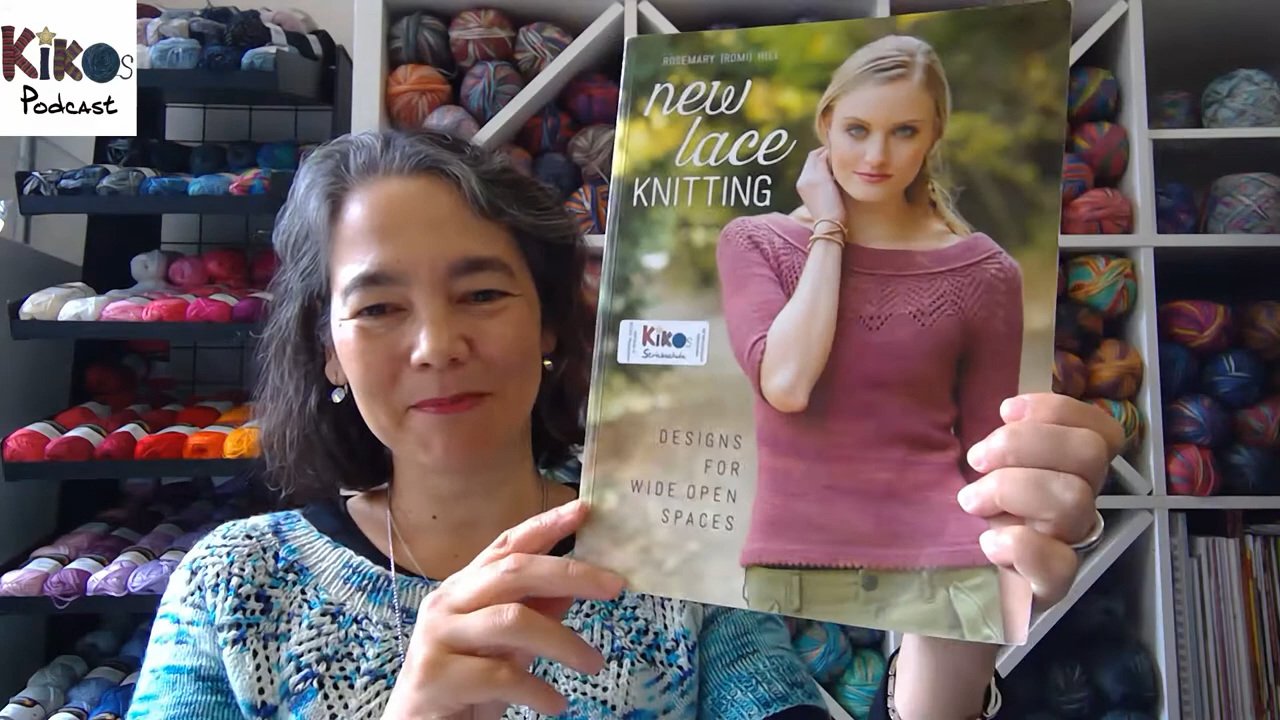 KiKOs
Podcast
ROSEMARY (ROMI) HILL
new
lace
KNITTING
KiKOs
Strickschule
DESIGNS
FOR
WIDE OPEN
SPACES